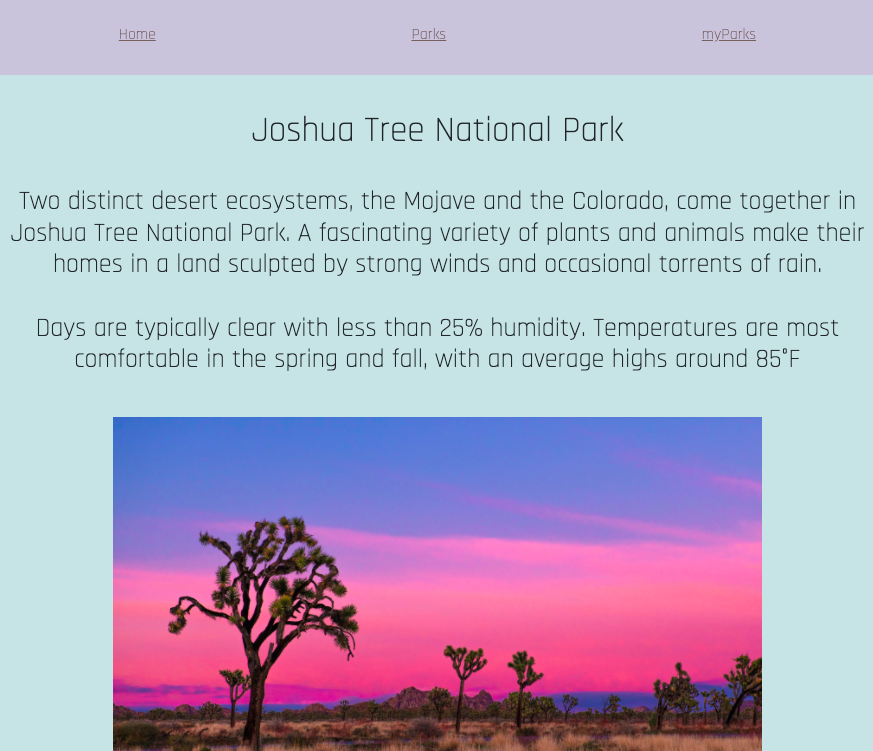 Home Parks myParks
Joshua Tree National Park
Two distinct desert ecosystems, the Mojave and the Colorado, come together in
Joshua Tree National Park. A fascinating variety of plants and animals make their
homes in a land sculpted by strong winds and occasional torrents of rain.
Days are typically clear with less than 25% humidity. Temperatures are most
comfortable in the spring and fall, with an average highs around 85°F